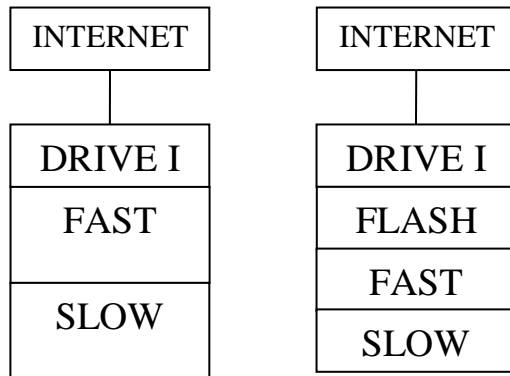 INTERNET
DRIVE I
FAST
SLOW
INTERNET
DRIVE I
FLASH
FAST
SLOW